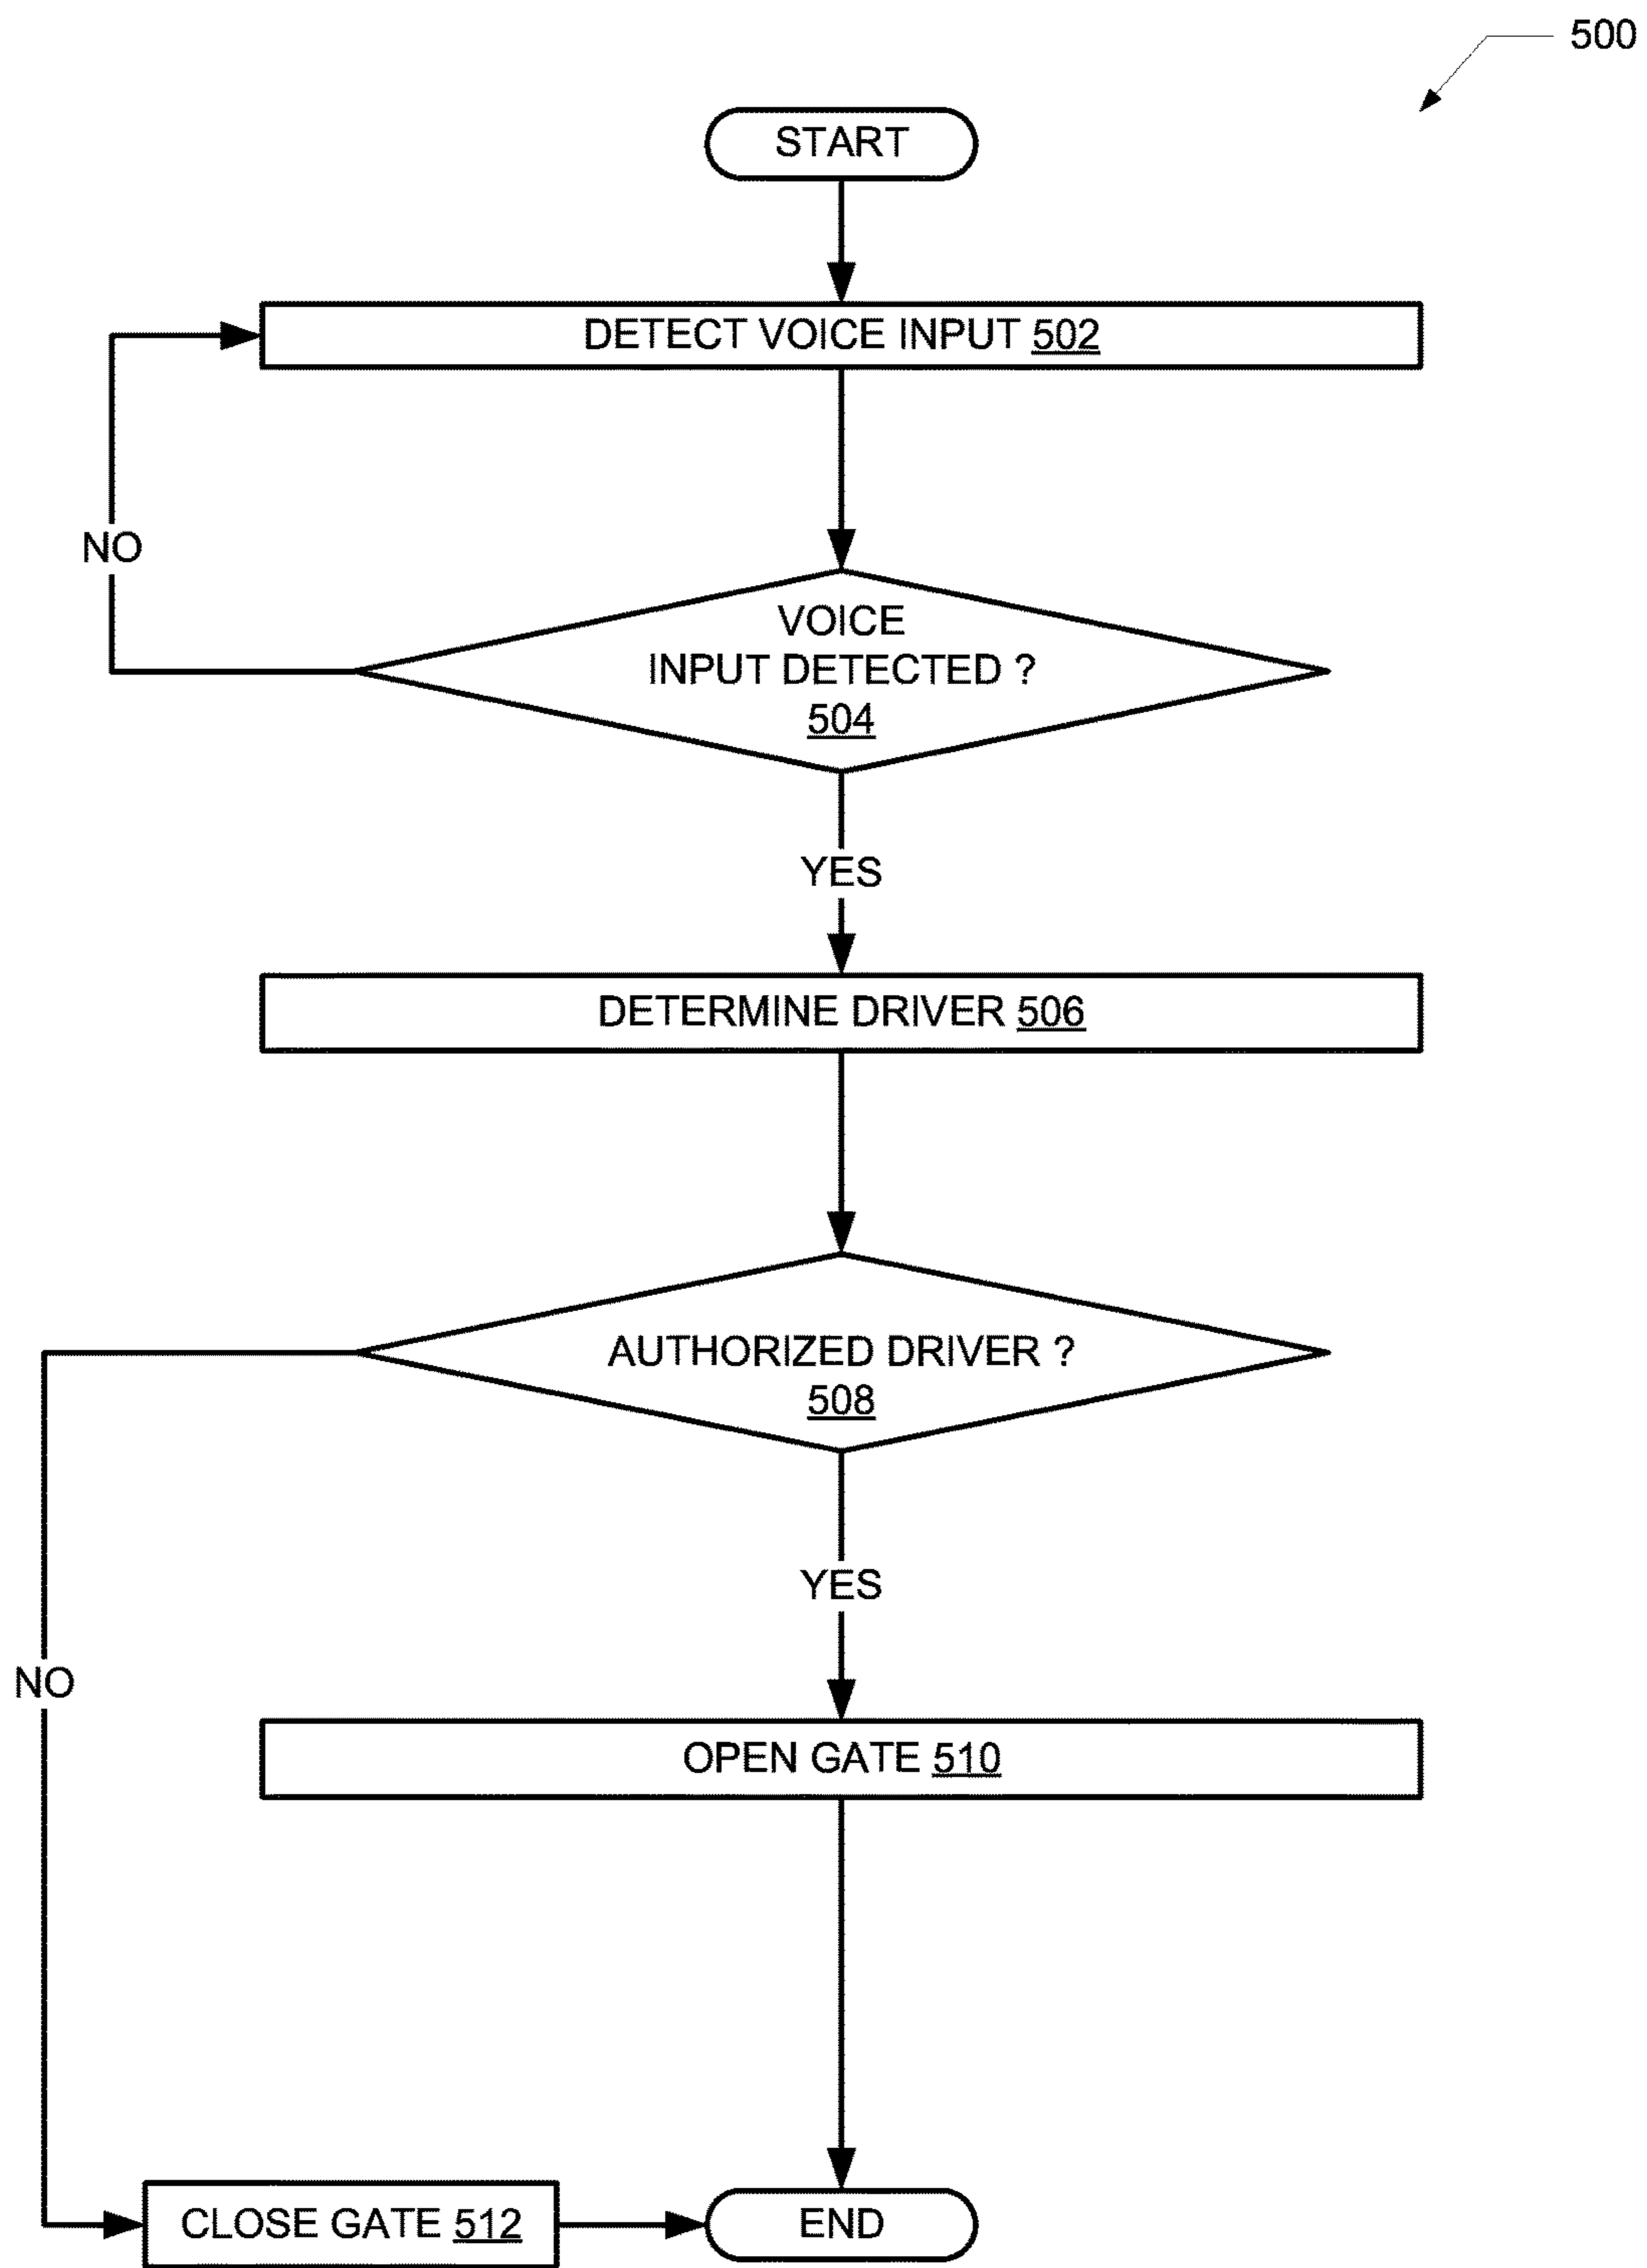 500
START
DETECT VOICE INPUT 502
NO
VOICE
INPUT DETECTED ?
504
YES
DETERMINE DRIVER 506
AUTHORIZED DRIVER ?
508
YES
NO
OPEN GATE 510
CLOSE GATE 512
END